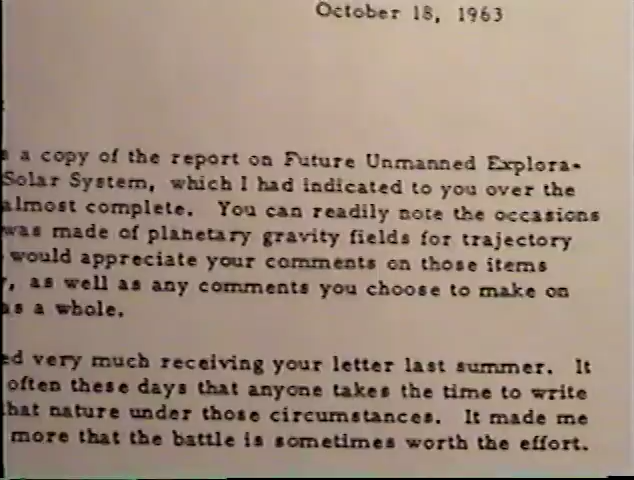 October 18, 1963
a copy of the report on Future Unmanned Explora-
Solar System, which I had indicated to you over the
almost complete. You can readily note the occasions
was made of planetary gravity fields for trajectory
would appreciate your comments on those items
, as well as any comments you choose to make on
as a whole.
ed very much receiving your letter last summer. It
often these days that anyone takes the time to write
hat nature under those circumstances. It made me
more that the battle is sometimes worth the effort.